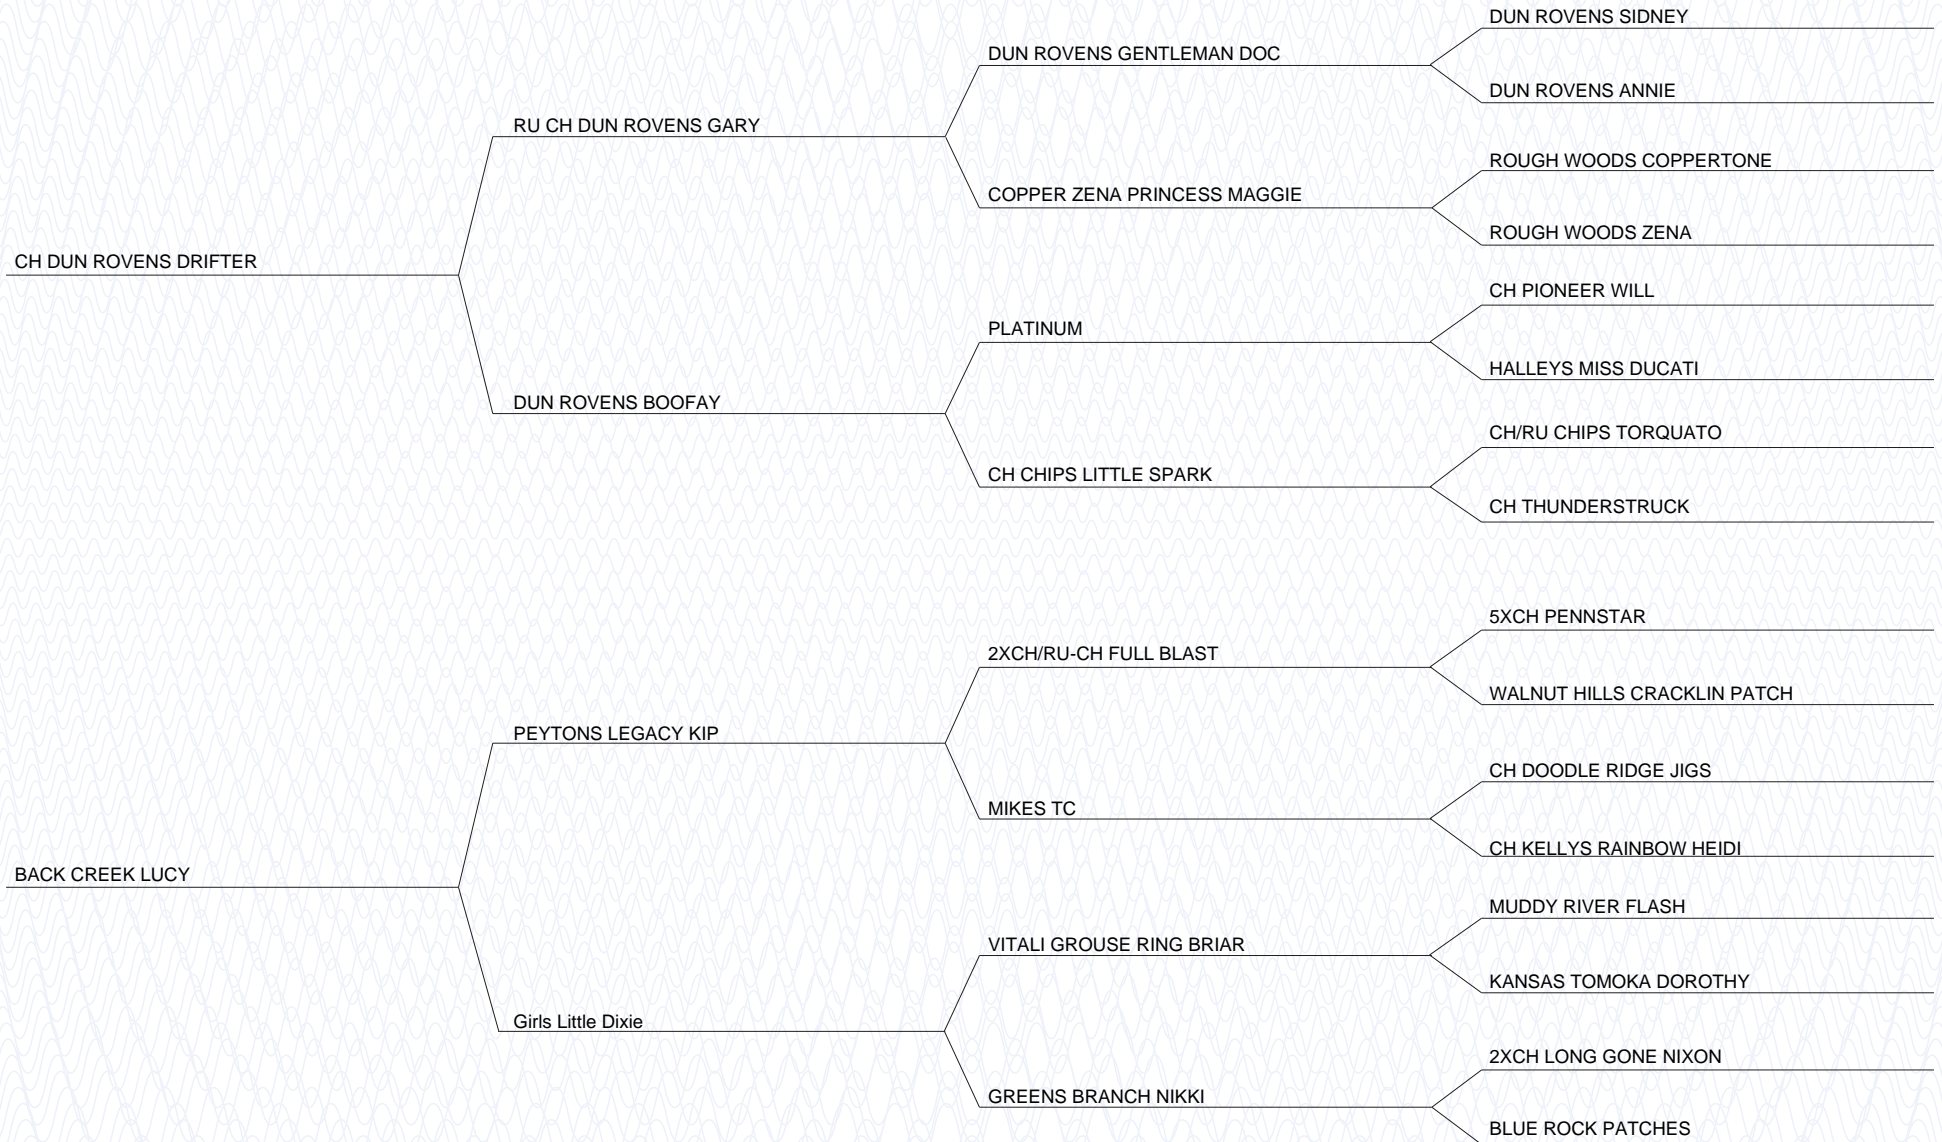 DUN ROVENS SIDNEY
DUN ROVENS GENTLEMAN DOC
DUN ROVENS ANNIE
RU CH DUN ROVENS GARY
ROUGH WOODS COPPERTONE
COPPER ZENA PRINCESS MAGGIE
ROUGH WOODS ZENA
CH DUN ROVENS DRIFTER
CH PIONEER WILL
PLATINUM
HALLEYS MISS DUCATI
DUN ROVENS BOOFAY
CH/RU CHIPS TORQUATO
CH CHIPS LITTLE SPARK
CH THUNDERSTRUCK
5XCH PENNSTAR
2XCH/RU-CH FULL BLAST
WALNUT HILLS CRACKLIN PATCH
PEYTONS LEGACY KIP
CH DOODLE RIDGE JIGS
MIKES TC
CH KELLYS RAINBOW HEIDI
BACK CREEK LUCY
MUDDY RIVER FLASH
VITALI GROUSE RING BRIAR
KANSAS TOMOKA DOROTHY
Girls Little Dixie
2XCH LONG GONE NIXON
GREENS BRANCH NIKKI
BLUE ROCK PATCHES